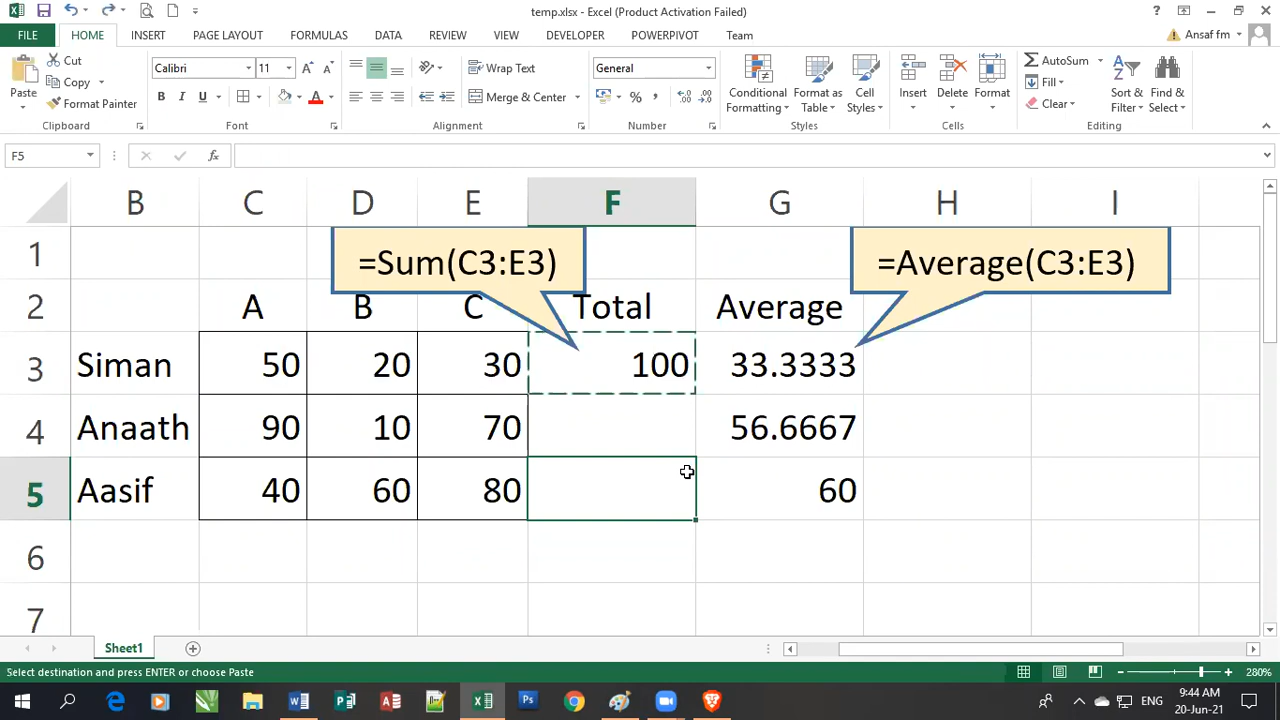 temp.xlsx - Excel (Product Activation Failed)
FILE HOME INSERT PAGE LAYOUT FORMULAS DATA REVIEW VIEW DEVELOPER POWERPIVOT Team Ansaf fm
Paste Cut Copy Format Painter
Calibri 11
B I U
Wrap Text
Merge & Center
General
Conditional Formatting Format as Table Cell Styles
Insert Delete Format
AutoSum Fill Clear
Sort & Filter Find & Select
Clipboard Font Alignment Number Styles Cells Editing
F5
B C D E F G H I
1 =Sum(C3:E3) =Average(C3:E3)
2 A B C Total Average
3 Siman 50 20 30 100 33.3333
4 Anaath 90 10 70 56.6667
5 Aasif 40 60 80 60
6
7
Sheet1
Select destination and press ENTER or choose Paste 280%
ENG 9:44 AM
20-Jun-21